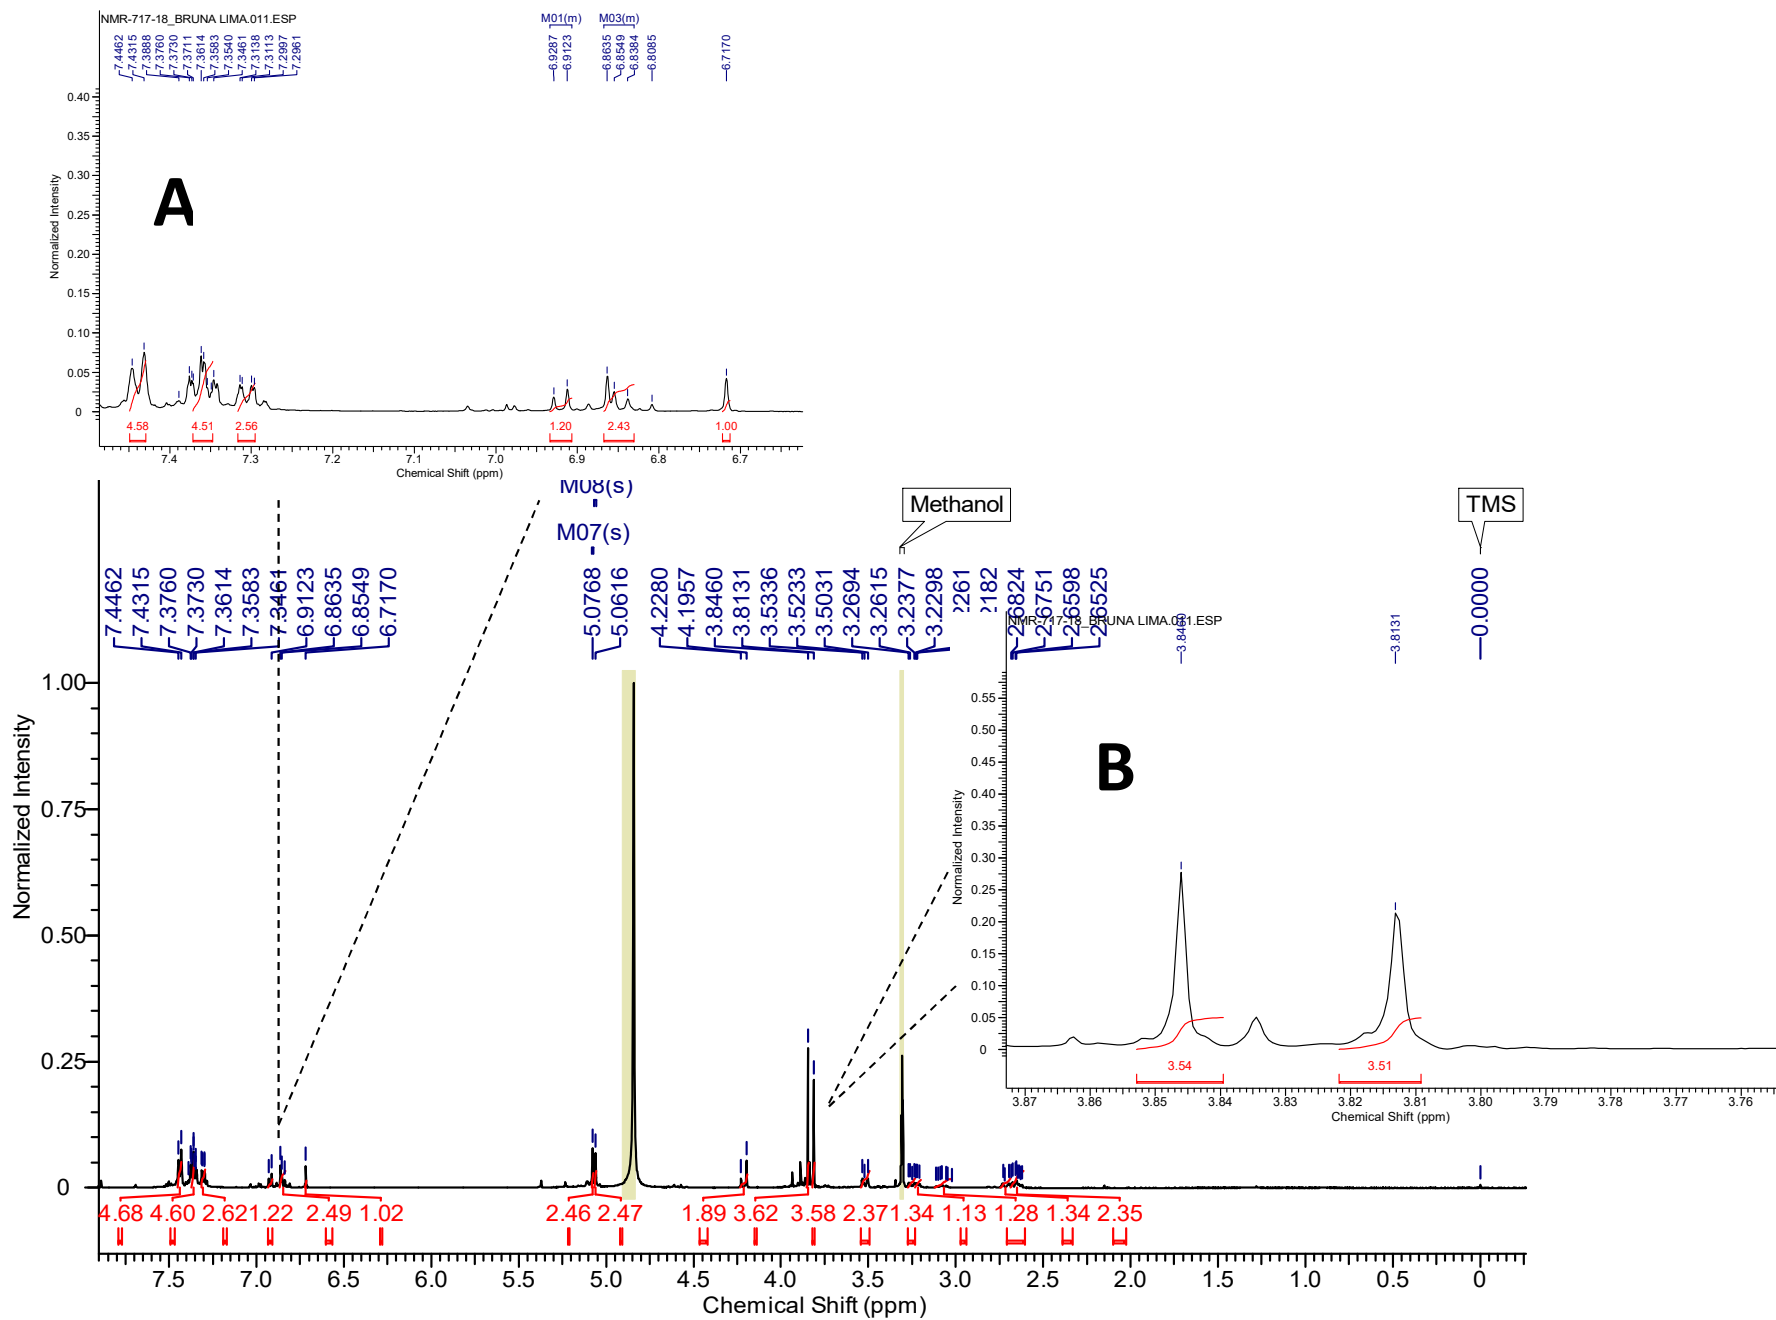 NMR-717-18_BRUNA LIMA.011.ESP
M01(m) M03(m)
7.4462 7.4315 7.3888 7.3760 7.3730 7.3711 7.3614 7.3583 7.3540 7.3461 7.3138 7.3113 7.2997 7.2961 6.9287 6.9123 6.8635 6.8549 6.8384 6.8085 6.7170
0.40
0.35
0.30
0.25
0.20
0.15
0.10
0.05
0
Normalized Intensity
A
4.58 4.51 2.56 1.20 2.43 1.00
7.4 7.3 7.2 7.1 7.0 6.9 6.8 6.7
Chemical Shift (ppm)
M08(s)
M07(s)
Methanol
TMS
7.4462 7.4315 7.3760 7.3730 7.3614 7.3583 7.3461 6.9123 6.8635 6.8549 6.7170 5.0768 5.0616 4.2280 4.1957 3.8460 3.8131 3.5336 3.5233 3.5031 3.2694 3.2615 3.2377 3.2298 2.6824 2.6751 2.6598 2.6525 0.0000
NMR-717-18_BRUNA LIMA.011.ESP
3.8460 3.8131
0.55
0.50
0.45
0.40
0.35
0.30
0.25
0.20
0.15
0.10
0.05
0
Normalized Intensity
B
3.54 3.51
3.87 3.86 3.85 3.84 3.83 3.82 3.81 3.80 3.79 3.78 3.77 3.76
Chemical Shift (ppm)
1.00
0.75
0.50
0.25
0
Normalized Intensity
4.68 4.60 2.62 1.22 2.49 1.02 2.46 2.47 1.89 3.62 3.58 2.37 1.34 1.13 1.28 1.34 2.35
7.5 7.0 6.5 6.0 5.5 5.0 4.5 4.0 3.5 3.0 2.5 2.0 1.5 1.0 0.5 0
Chemical Shift (ppm)